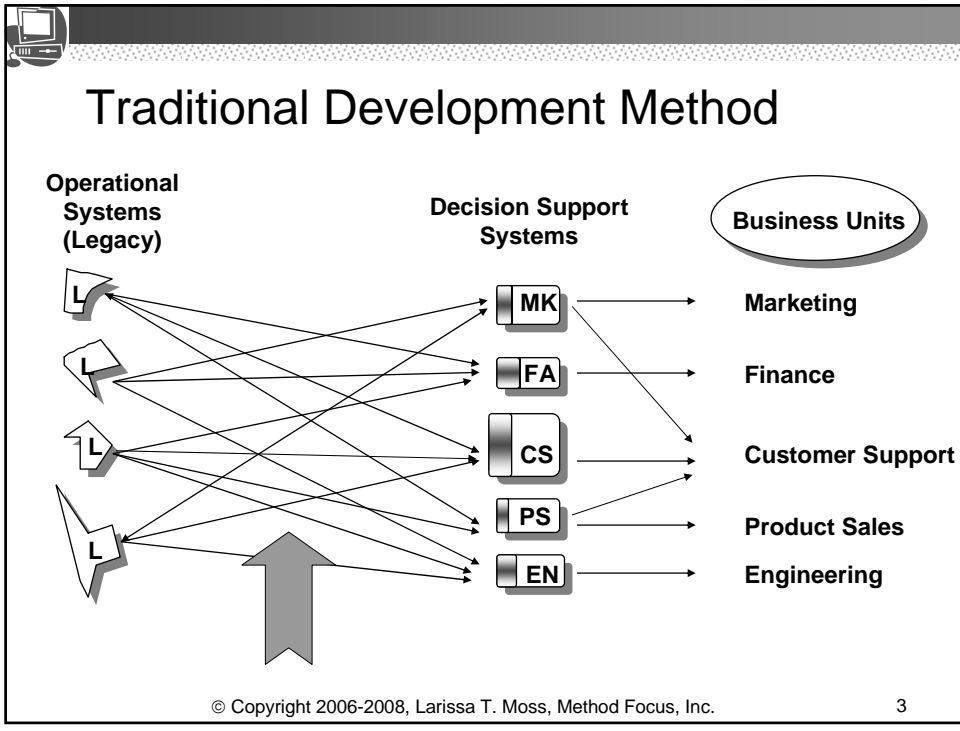 Traditional Development Method
Operational
Systems
(Legacy)
Decision Support
Systems
Business Units
L
MK
Marketing
L
FA
Finance
L
CS
Customer Support
PS
Product Sales
L
EN
Engineering
© Copyright 2006-2008, Larissa T. Moss, Method Focus, Inc.
3